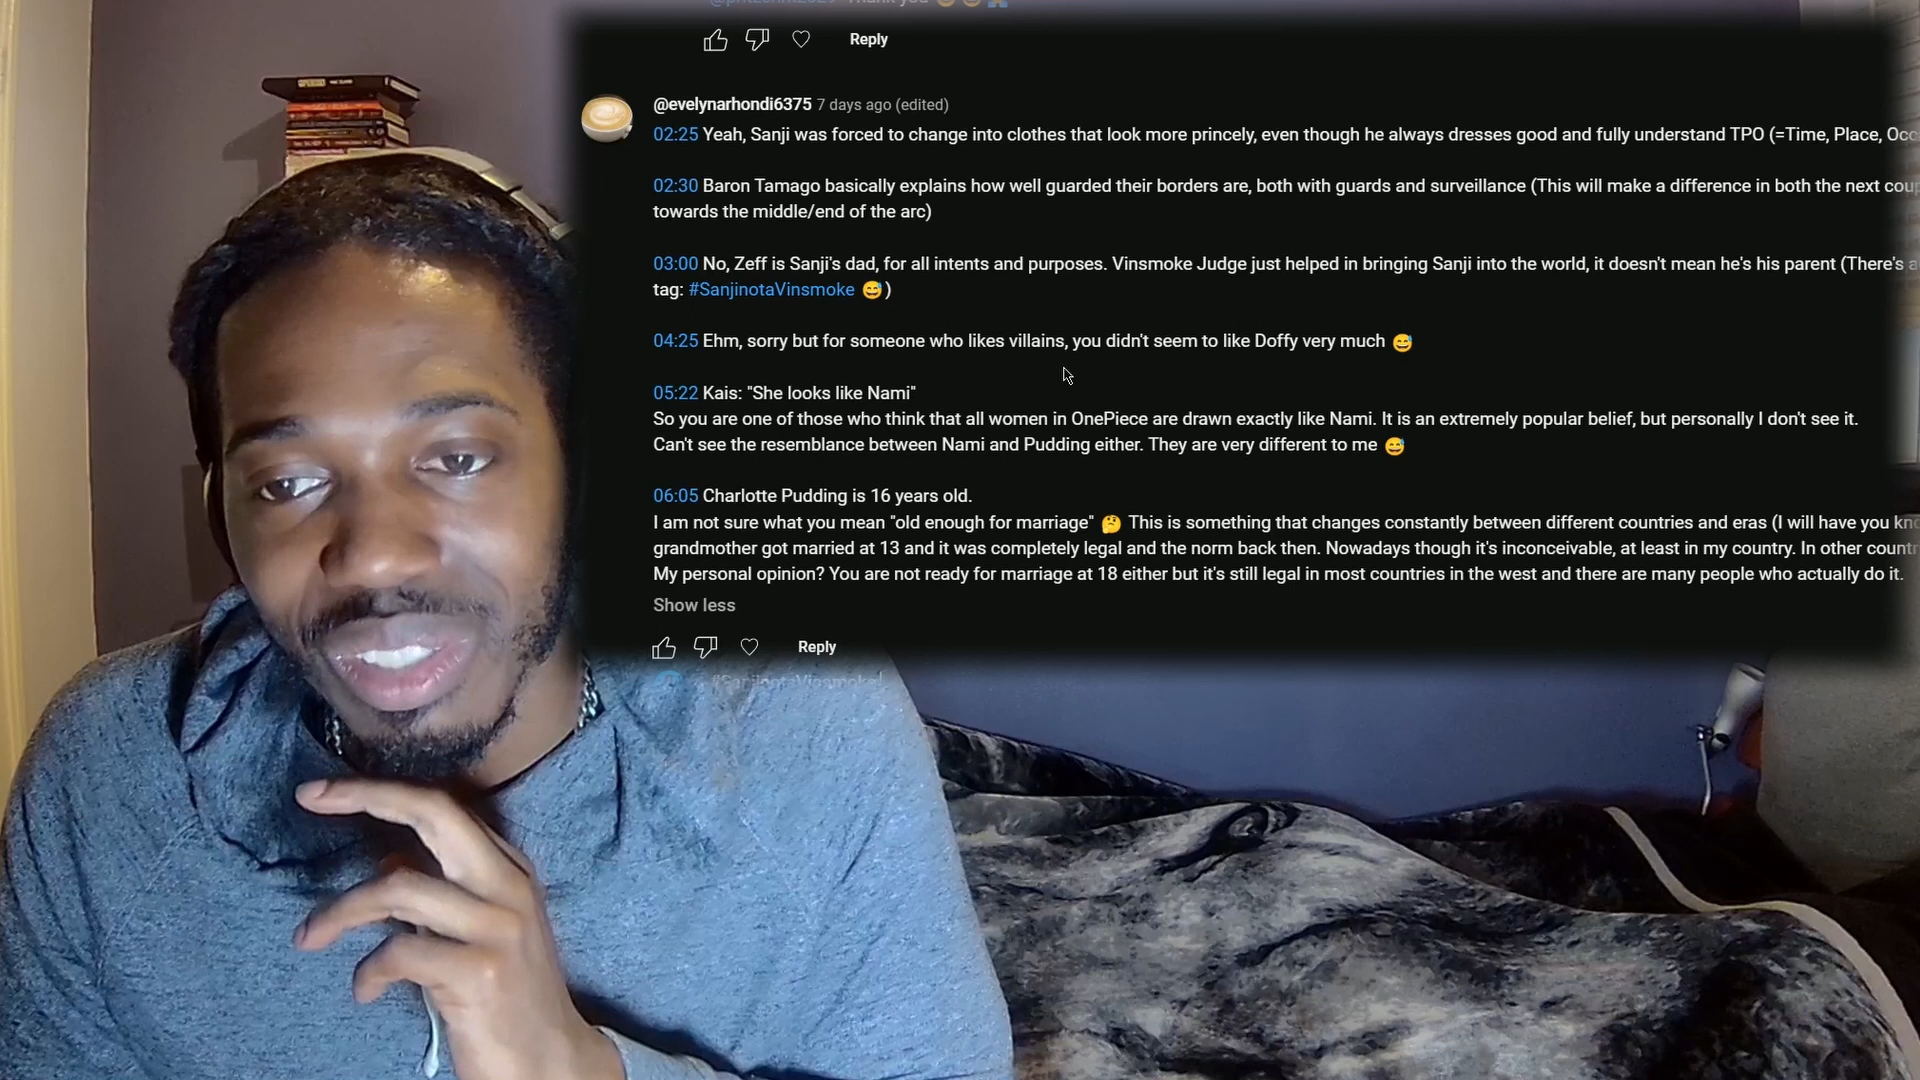 Reply
@evelynarhondi6375 7 days ago (edited)
02:25 Yeah, Sanji was forced to change into clothes that look more princely, even though he always dresses good and fully understand TPO (=Time, Place,
02:30 Baron Tamago basically explains how well guarded their borders are, both with guards and surveillance (This will make a difference in both the next
towards the middle/end of the arc)
03:00 No, Zeff is Sanji's dad, for all intents and purposes. Vinsmoke Judge just helped in bringing Sanji into the world, it doesn't mean he's his parent (There's
tag: #SanjinotaVinsmoke 😅)
04:25 Ehm, sorry but for someone who likes villains, you didn't seem to like Doffy very much 😅
05:22 Kais: "She looks like Nami"
So you are one of those who think that all women in OnePiece are drawn exactly like Nami. It is an extremely popular belief, but personally I don't see it.
Can't see the resemblance between Nami and Pudding either. They are very different to me 😅
06:05 Charlotte Pudding is 16 years old.
I am not sure what you mean "old enough for marriage" 🤔 This is something that changes constantly between different countries and eras (I will have you
grandmother got married at 13 and it was completely legal and the norm back then. Nowadays though it's inconceivable, at least in my country. In other
My personal opinion? You are not ready for marriage at 18 either but it's still legal in most countries in the west and there are many people who actually do it.
Show less
Reply
#SanjinotaVinsmoke!